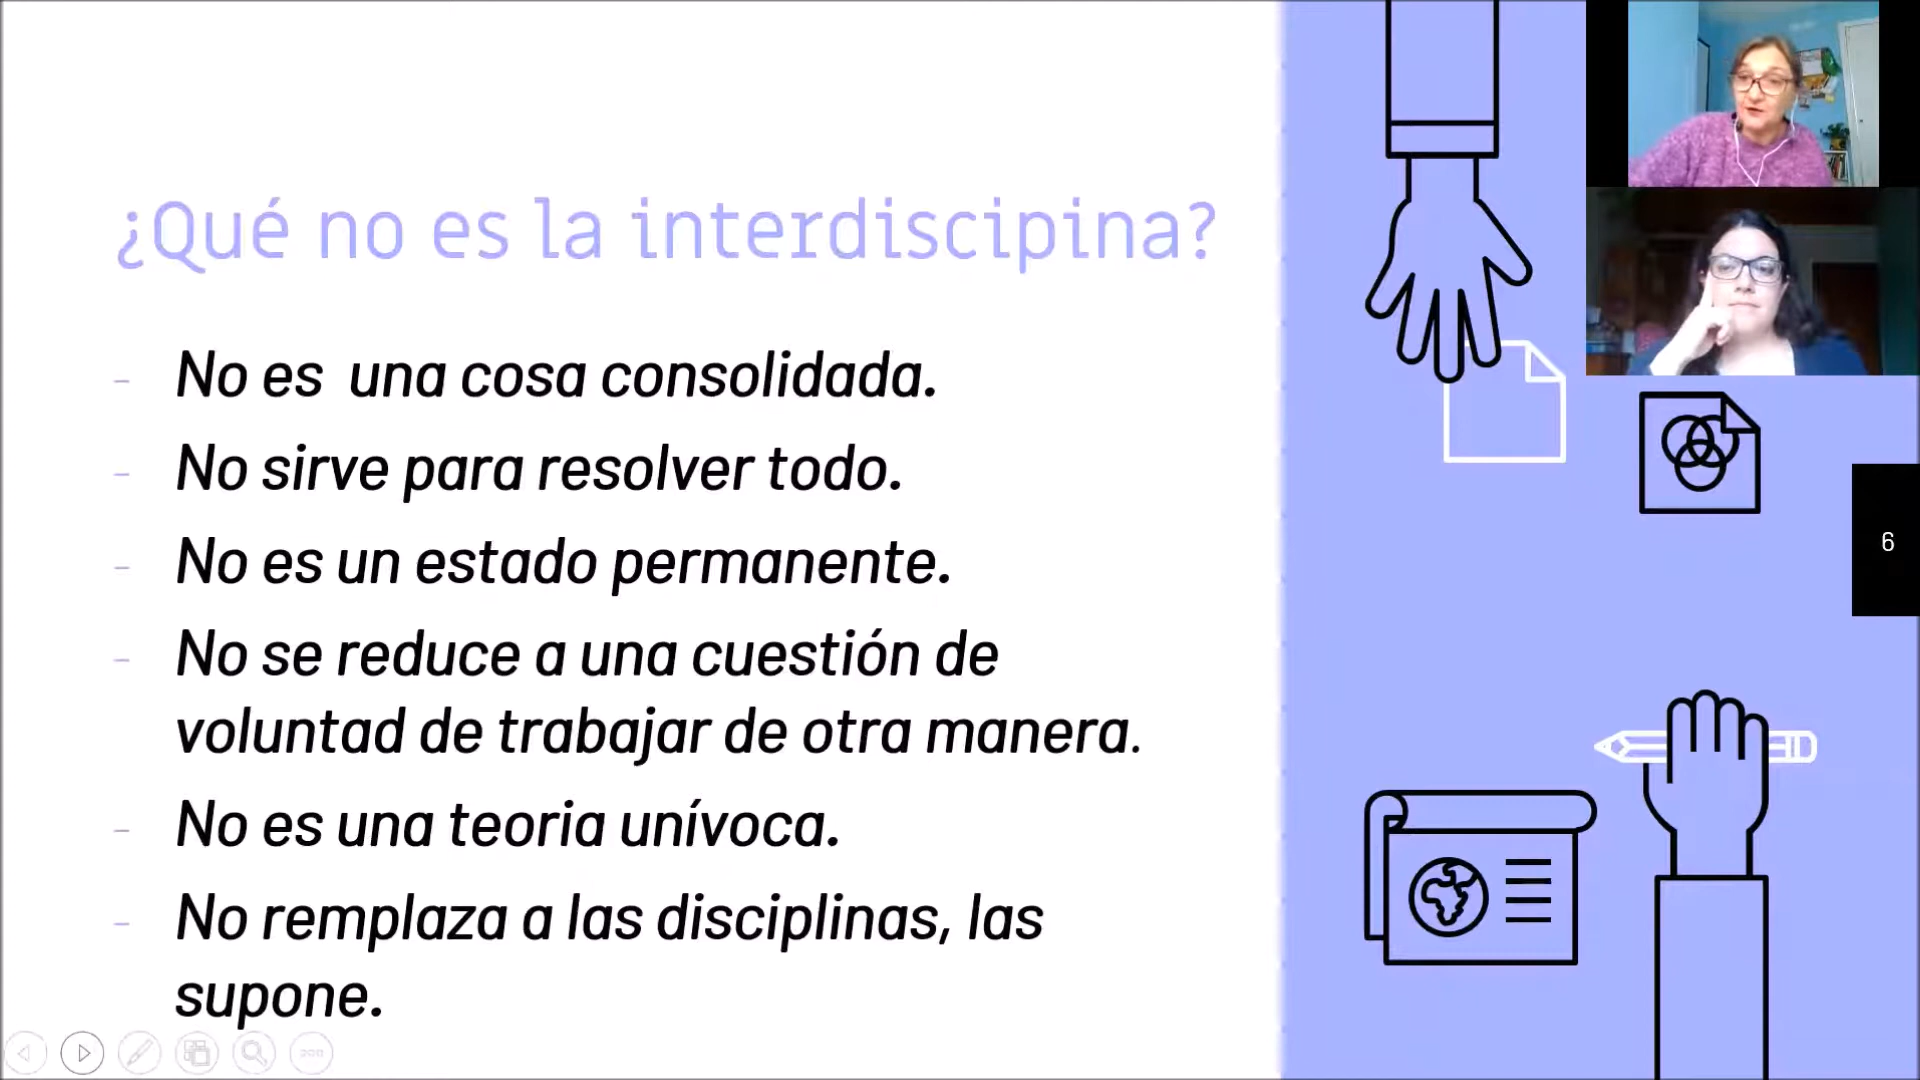 ¿Qué no es la interdiscipina?
- No es una cosa consolidada.
- No sirve para resolver todo.
- No es un estado permanente.
- No se reduce a una cuestión de
voluntad de trabajar de otra manera.
- No es una teoria unívoca.
- No remplaza a las disciplinas, las
supone.
6